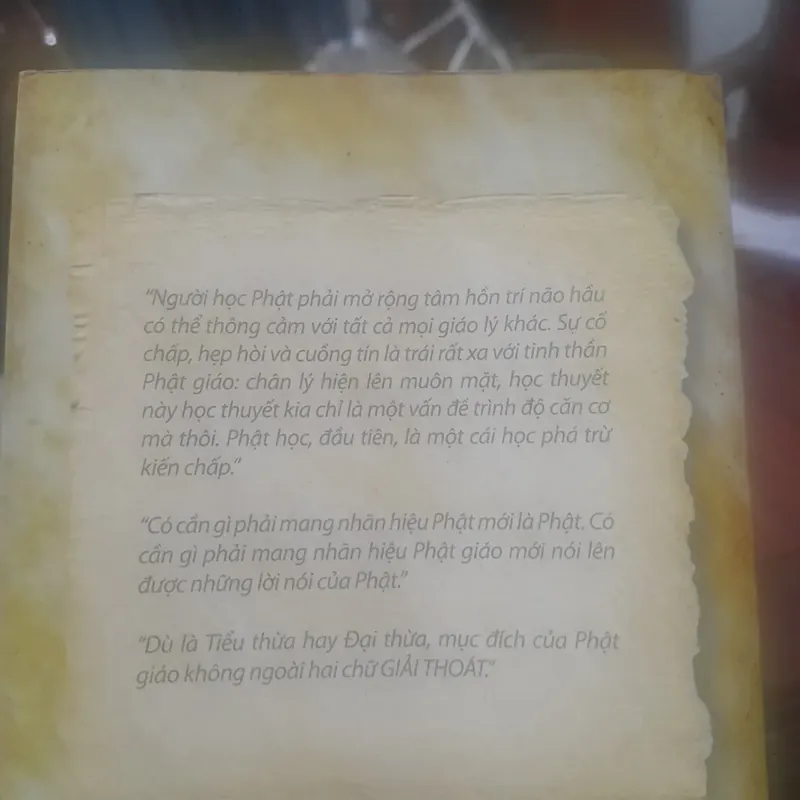 “Người học Phật phải mở rộng tâm hồn trí não hầu
có thể thông cảm với tất cả mọi giáo lý khác. Sự cố
chấp, hẹp hòi và cuồng tín là trái rất xa với tinh thần
Phật giáo: chân lý hiện lên muôn mặt, học thuyết
này học thuyết kia chỉ là một vấn đề trình độ căn cơ
mà thôi. Phật học, đầu tiên, là một cái học phá trừ
kiến chấp.”
“Có cần gì phải mang nhãn hiệu Phật mới là Phật. Có
cần gì phải mang nhãn hiệu Phật giáo mới nói lên
được những lời nói của Phật.”
“Dù là Tiểu thừa hay Đại thừa, mục đích của Phật
giáo không ngoài hai chữ GIẢI THOÁT.”